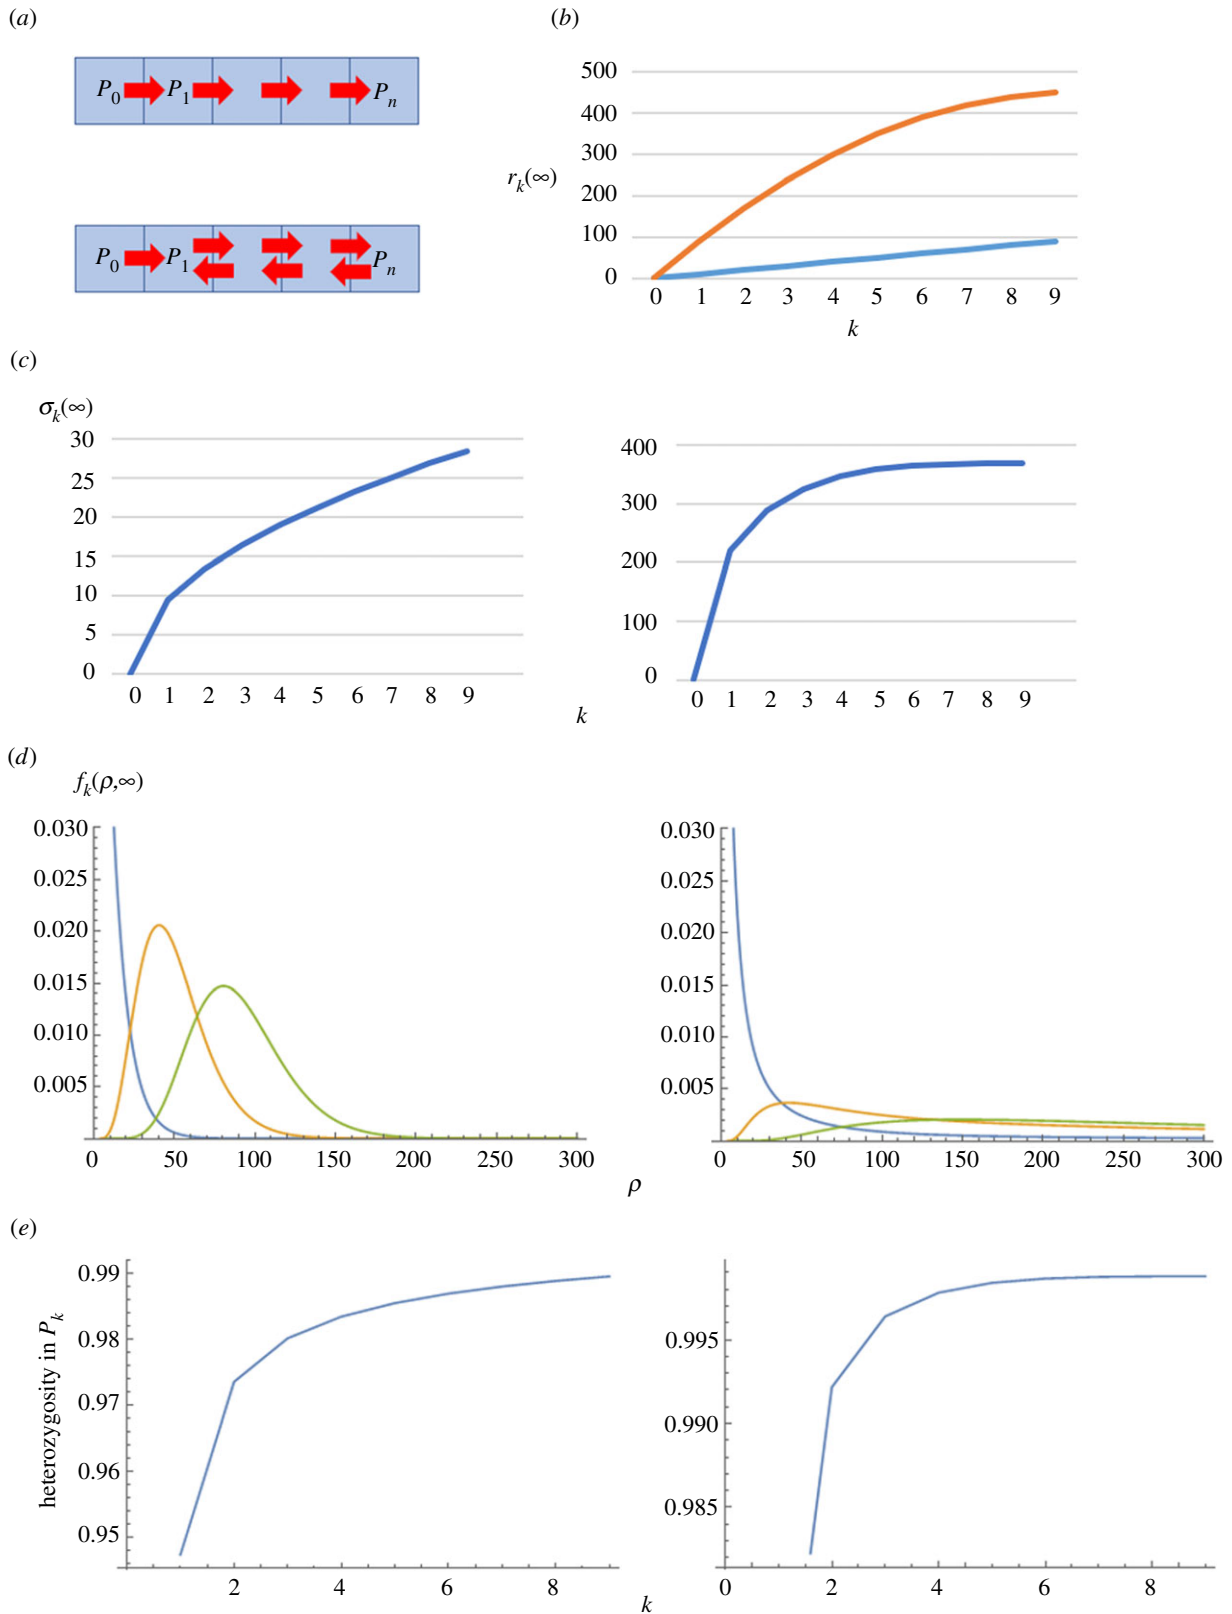 (a)
P0 P1 Pn
P0 P1 Pn
(b)
500
400
300
200
100
0
rk(∞)
0 1 2 3 4 5 6 7 8 9
k
(c)
σk(∞)
30
25
20
15
10
5
0
0 1 2 3 4 5 6 7 8 9
400
300
200
100
0
0 1 2 3 4 5 6 7 8 9
k
(d)
fk(ρ,∞)
0.030
0.025
0.020
0.015
0.010
0.005
0 50 100 150 200 250 300
0.030
0.025
0.020
0.015
0.010
0.005
0 50 100 150 200 250 300
ρ
(e)
heterozygosity in Pk
0.99
0.98
0.97
0.96
0.95
2 4 6 8
0.995
0.990
0.985
0 2 4 6 8
k